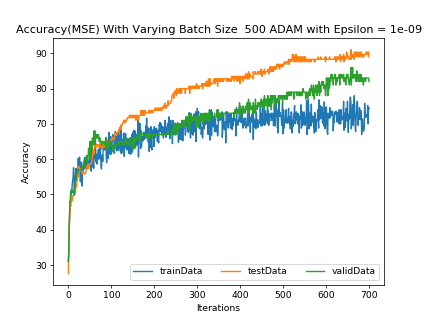 Accuracy(MSE) With Varying Batch Size  500 ADAM with Epsilon = 1e-09
90
80
70
60
50
40
30
Accuracy
0 100 200 300 400 500 600 700
Iterations
trainData testData validData